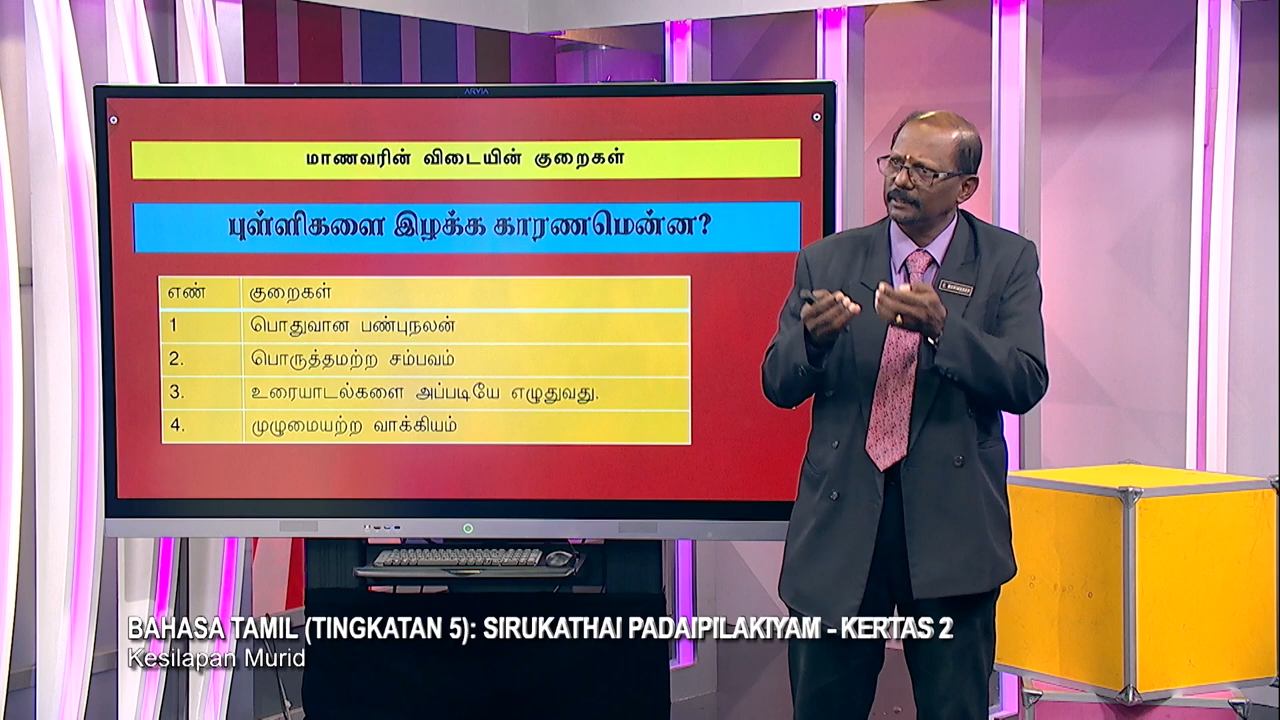 ARVIA
மாணவரின் விடையின் குறைகள்
புள்ளிகளை இழக்க காரணமென்ன?
எண் குறைகள்
1 பொதுவான பண்புநலன்
2. பொருத்தமற்ற சம்பவம்
3. உரையாடல்களை அப்படியே எழுதுவது.
4. முழுமையற்ற வாக்கியம்
BAHASA TAMIL (TINGKATAN 5): SIRUKATHAI PADAIPILAKIYAM - KERTAS 2
Kesilapan Murid